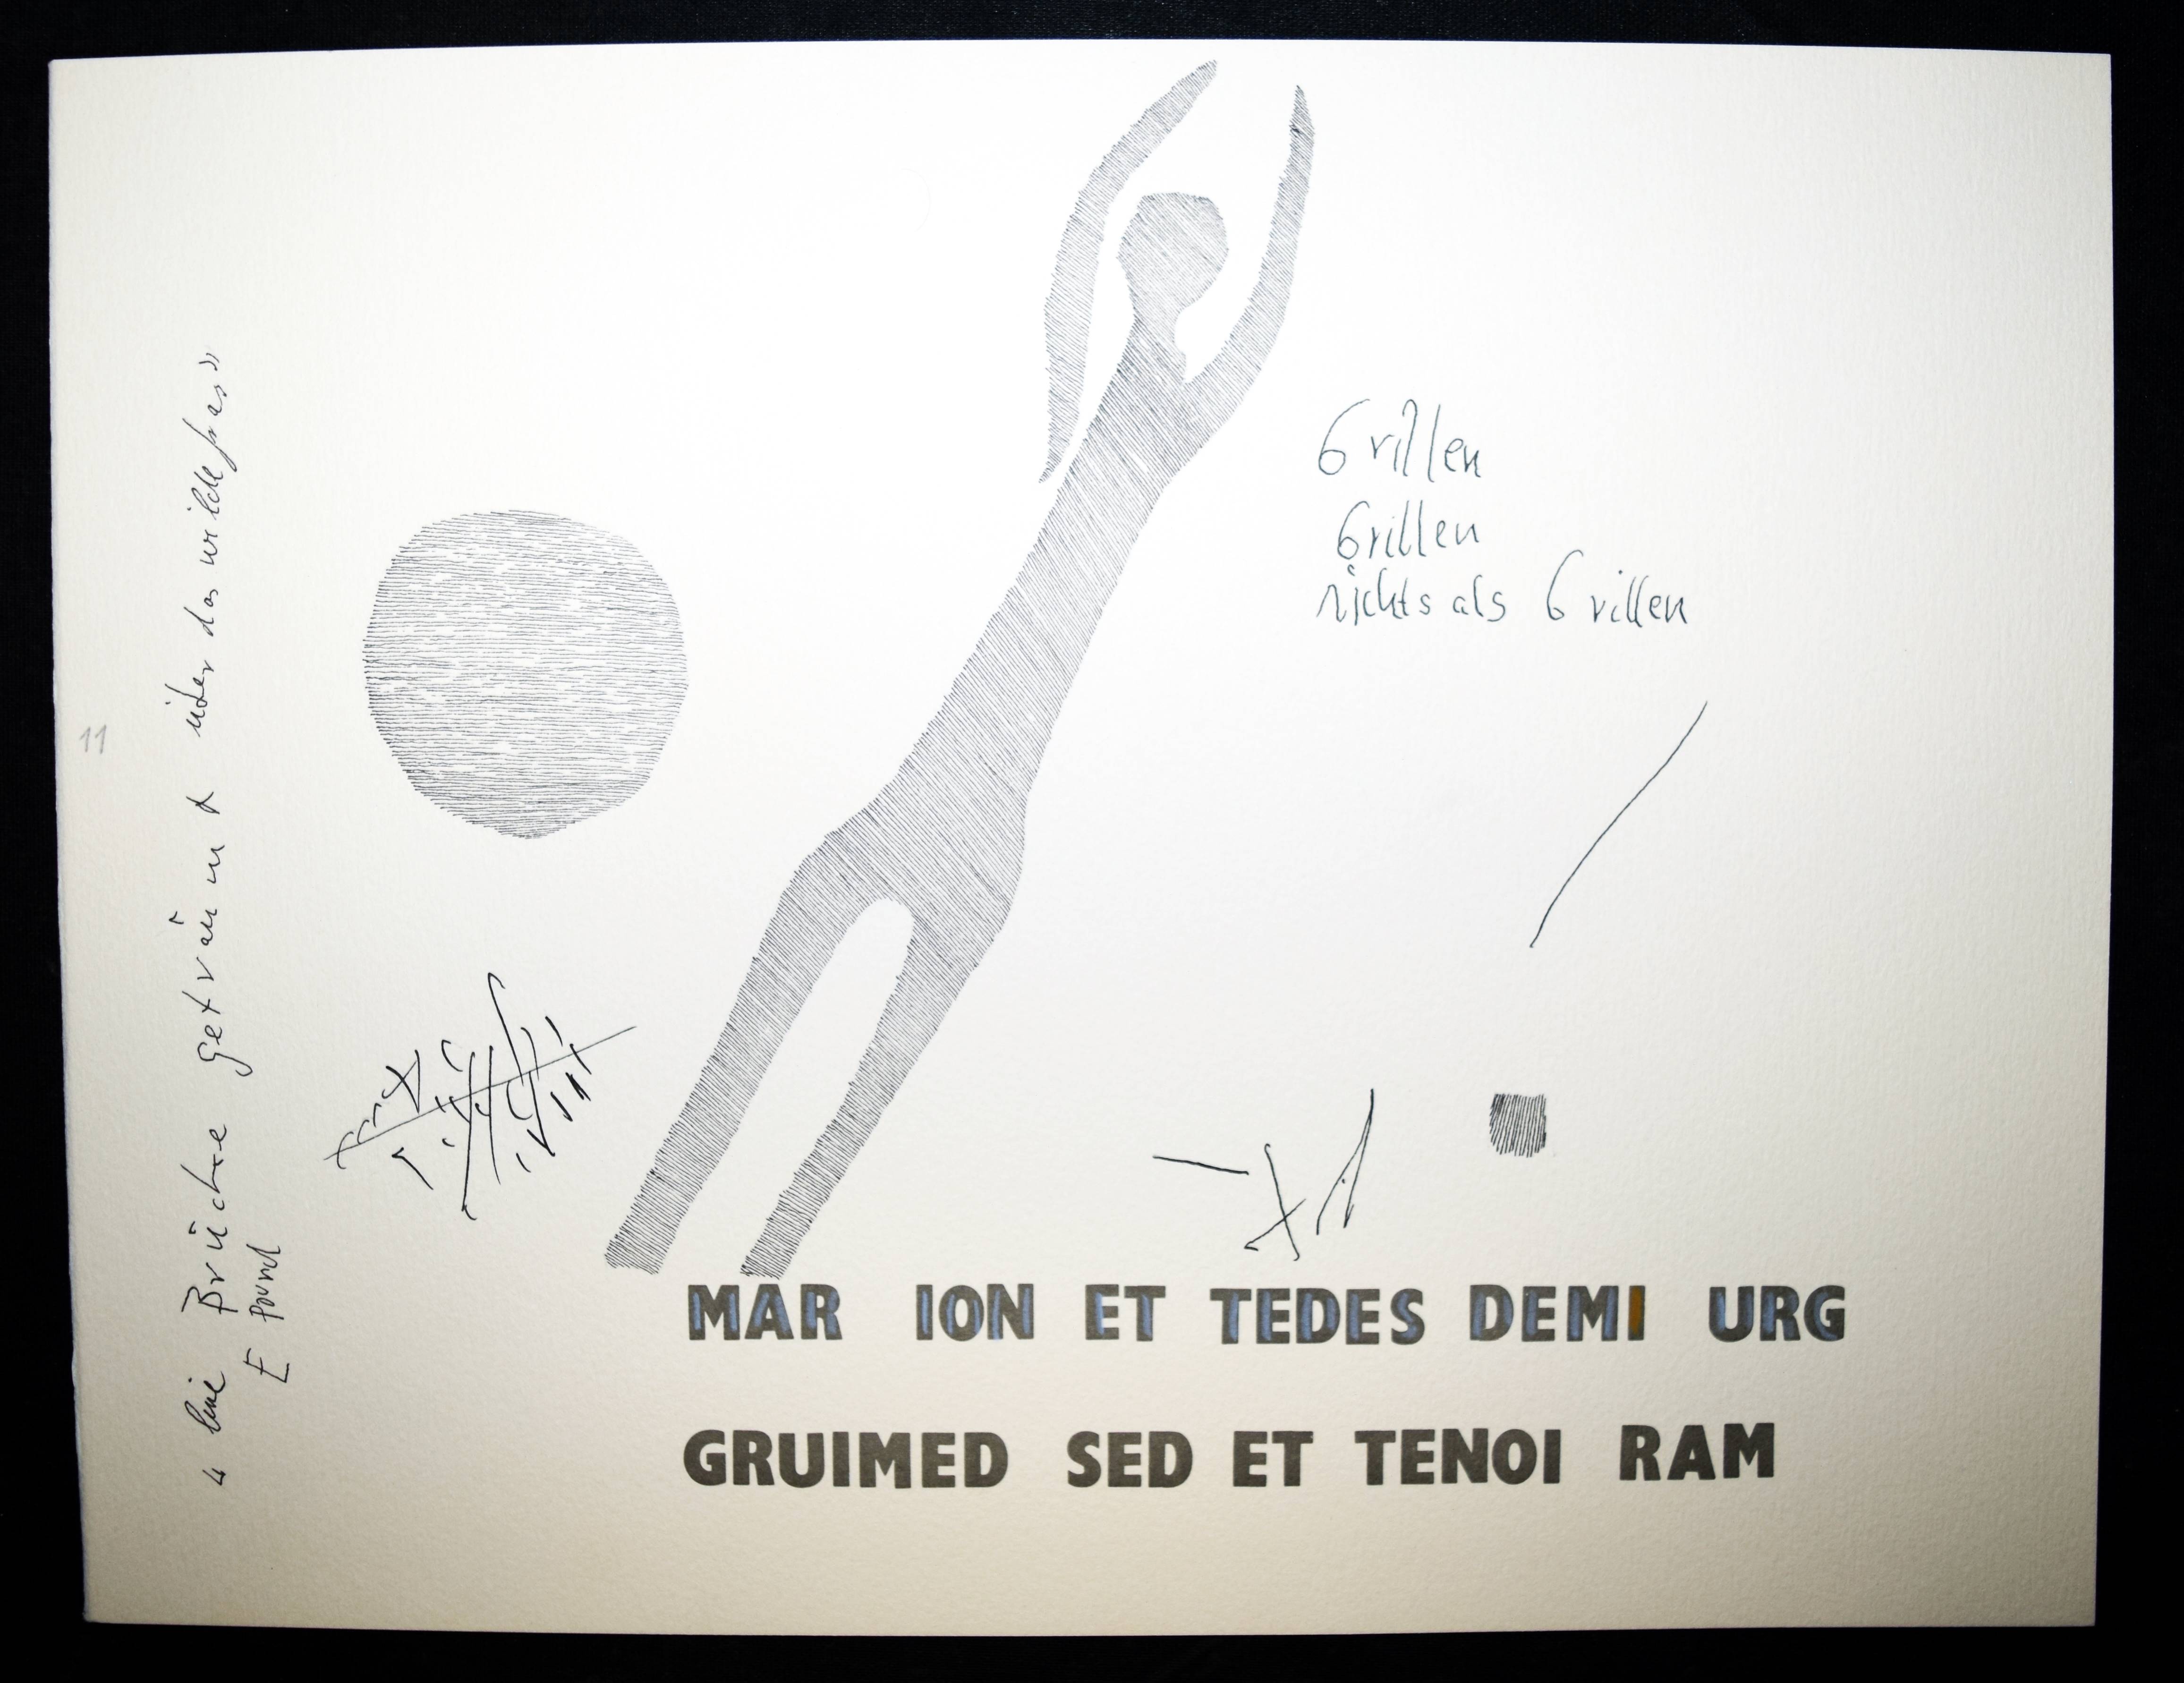 11
„ eine Brücke geträumt über das wilde gras"
E Pound
Grillen
Grillen
nichts als Grillen
MAR ION ET TEDES DEMI URG
GRUIMED SED ET TENOI RAM